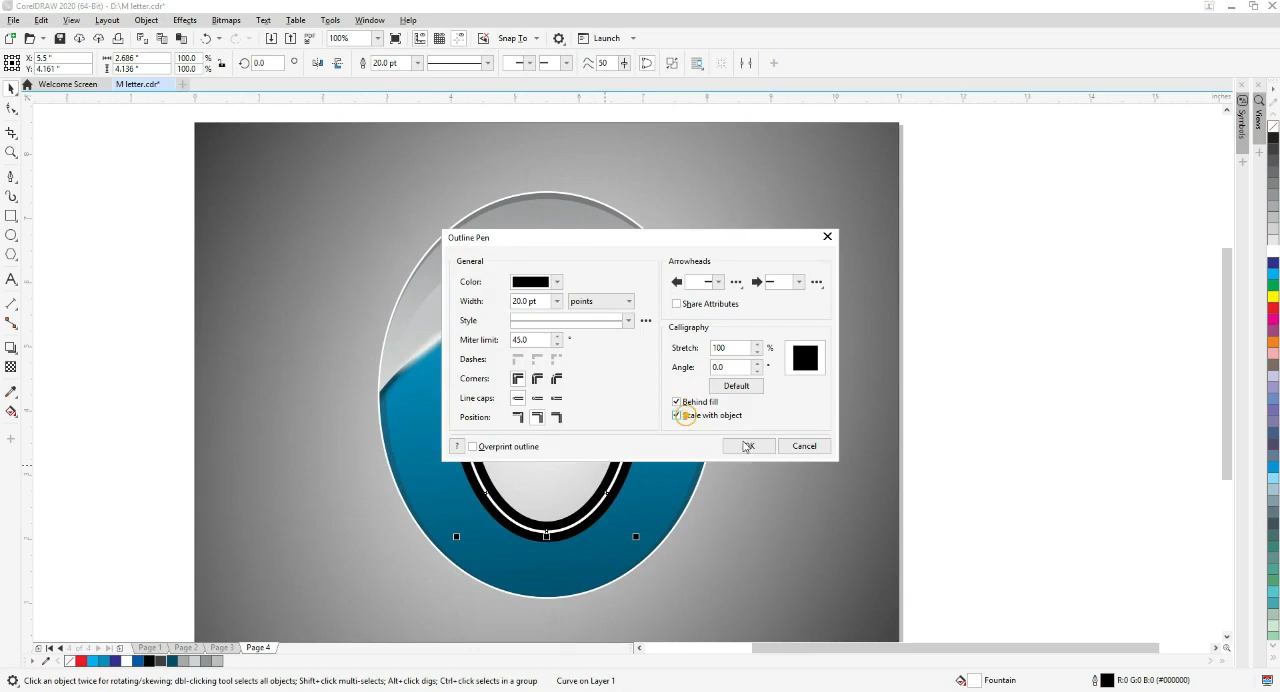 CorelDRAW 2020 (64-Bit) - D:\M letter.cdr*
File Edit View Layout Object Effects Bitmaps Text Table Tools Window Help
100% Snap To Launch
X: 5.5 " 2.686 " 100.0 % 0.0 20.0 pt 50
Y: 4.161 " 4.136 " 100.0 %
Welcome Screen M letter.cdr*
inches
Symbols
Views
Outline Pen
General
Color:
Width: 20.0 pt points
Style
Miter limit: 45.0 °
Dashes:
Corners:
Line caps:
Position:
Arrowheads
Share Attributes
Calligraphy
Stretch: 100 %
Angle: 0.0 °
Default
Behind fill
Scale with object
? Overprint outline OK Cancel
4 of 4 Page 1 Page 2 Page 3 Page 4
Click an object twice for rotating/skewing; dbl-clicking tool selects all objects; Shift+click multi-selects; Alt+click digs; Ctrl+click selects in a group Curve on Layer 1 Fountain R:0 G:0 B:0 (#000000)